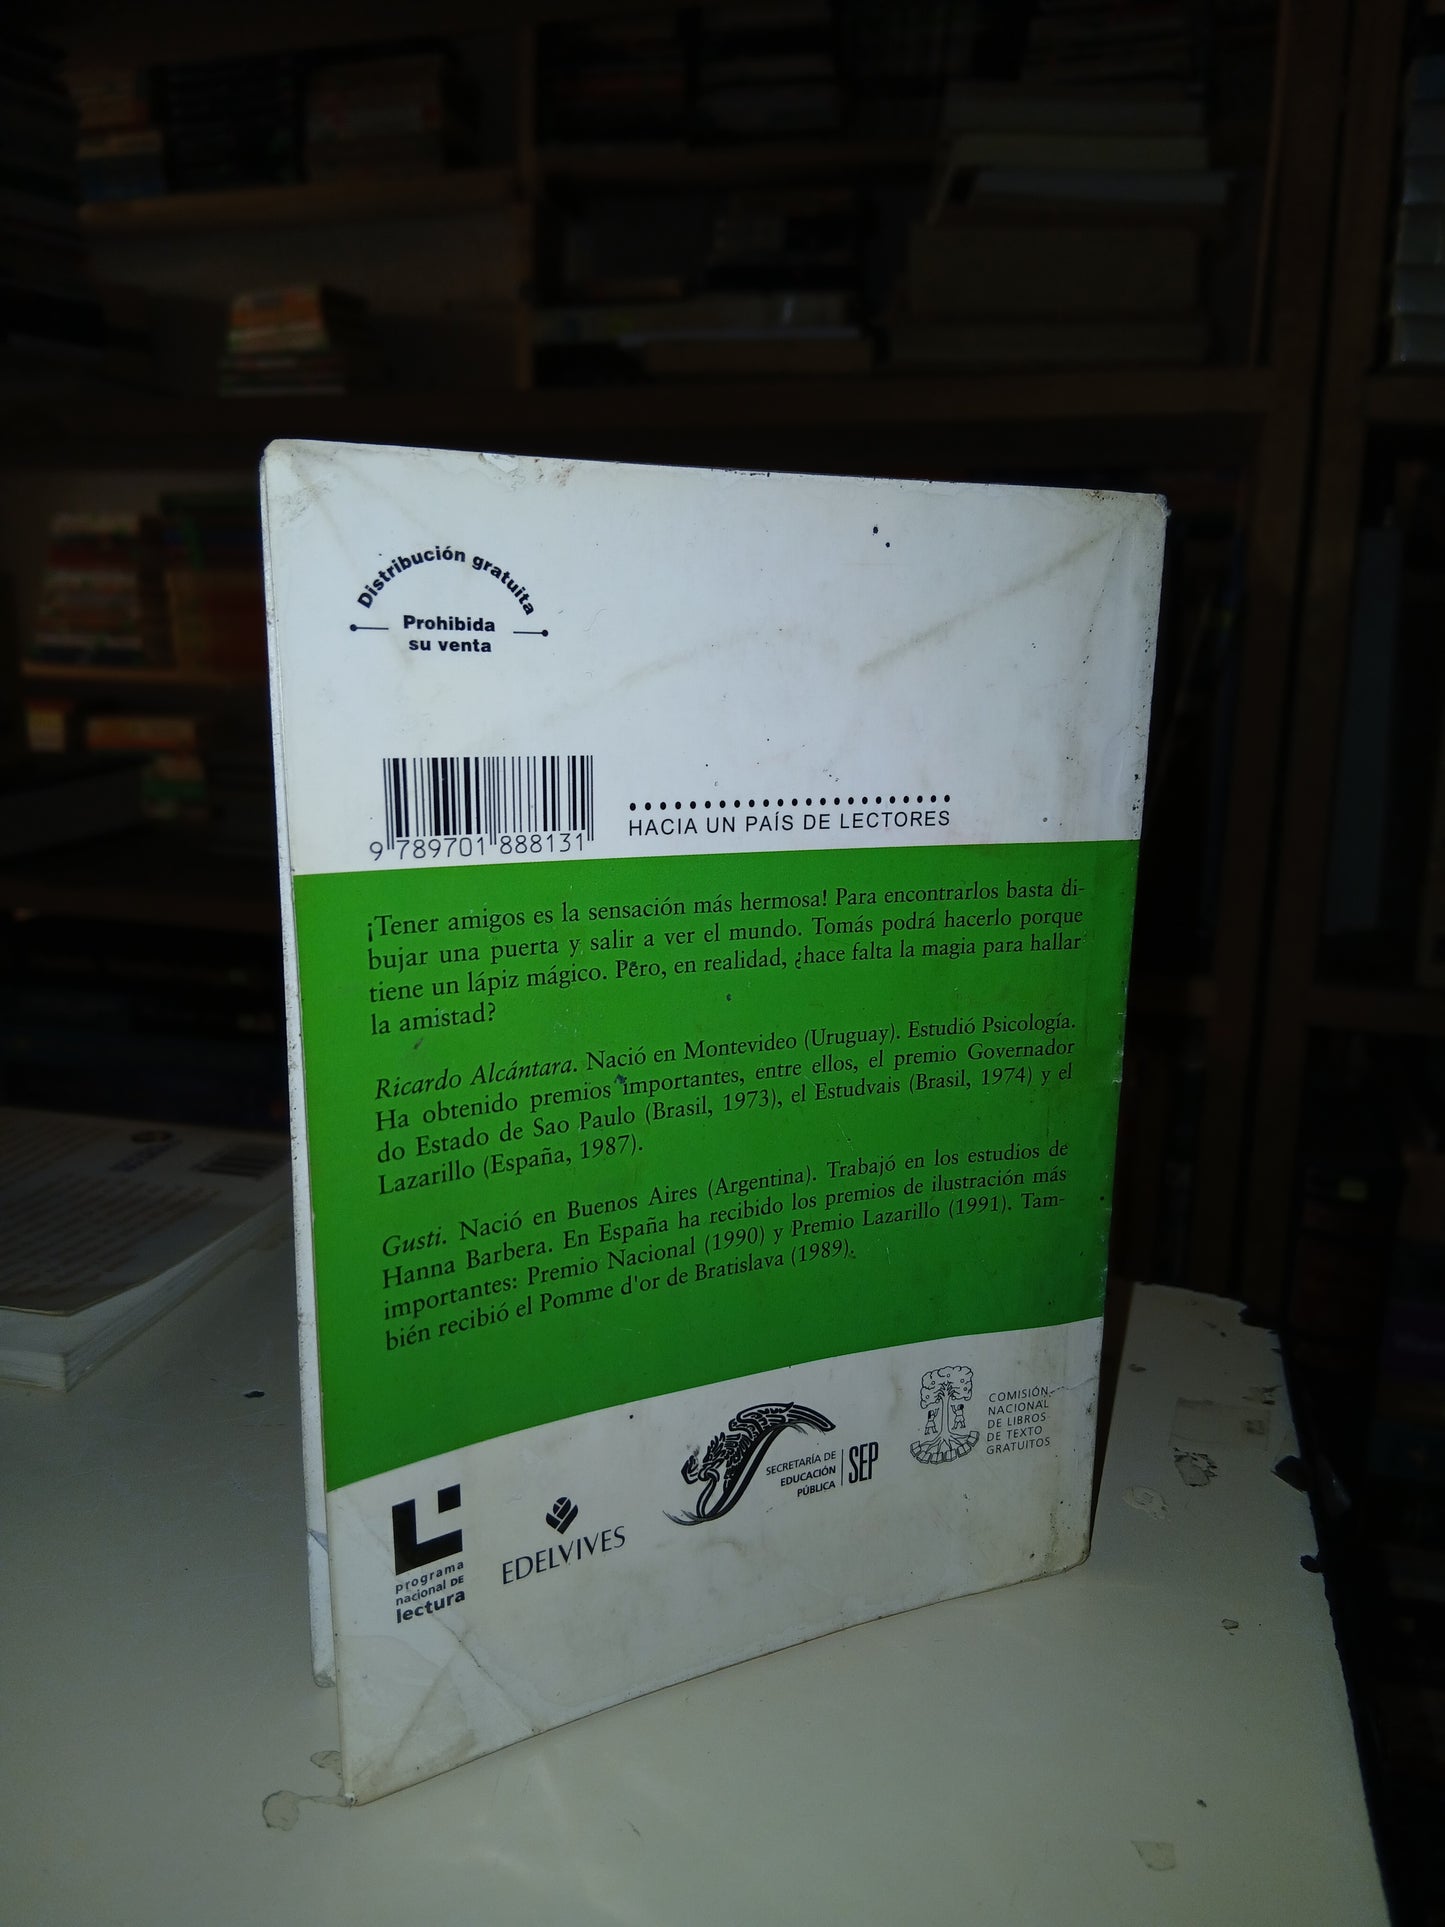 Distribución gratuita
Prohibida
su venta
9 789701 888131
HACIA UN PAÍS DE LECTORES
¡Tener amigos es la sensación más hermosa! Para encontrarlos basta di-
bujar una puerta y salir a ver el mundo. Tomás podrá hacerlo porque
tiene un lápiz mágico. Pero, en realidad, ¿hace falta la magia para hallar
la amistad?
Ricardo Alcántara. Nació en Montevideo (Uruguay). Estudió Psicología.
Ha obtenido premios importantes, entre ellos, el premio Governador
do Estado de Sao Paulo (Brasil, 1973), el Estudvais (Brasil, 1974) y el
Lazarillo (España, 1987).
Gusti. Nació en Buenos Aires (Argentina). Trabajó en los estudios de
Hanna Barbera. En España ha recibido los premios de ilustración más
importantes: Premio Nacional (1990) y Premio Lazarillo (1991). Tam-
bién recibió el Pomme d'or de Bratislava (1989).
programa
nacional DE
lectura
EDELVIVES
SECRETARÍA DE
EDUCACIÓN
PÚBLICA
SEP
COMISIÓN
NACIONAL
DE LIBROS
DE TEXTO
GRATUITOS